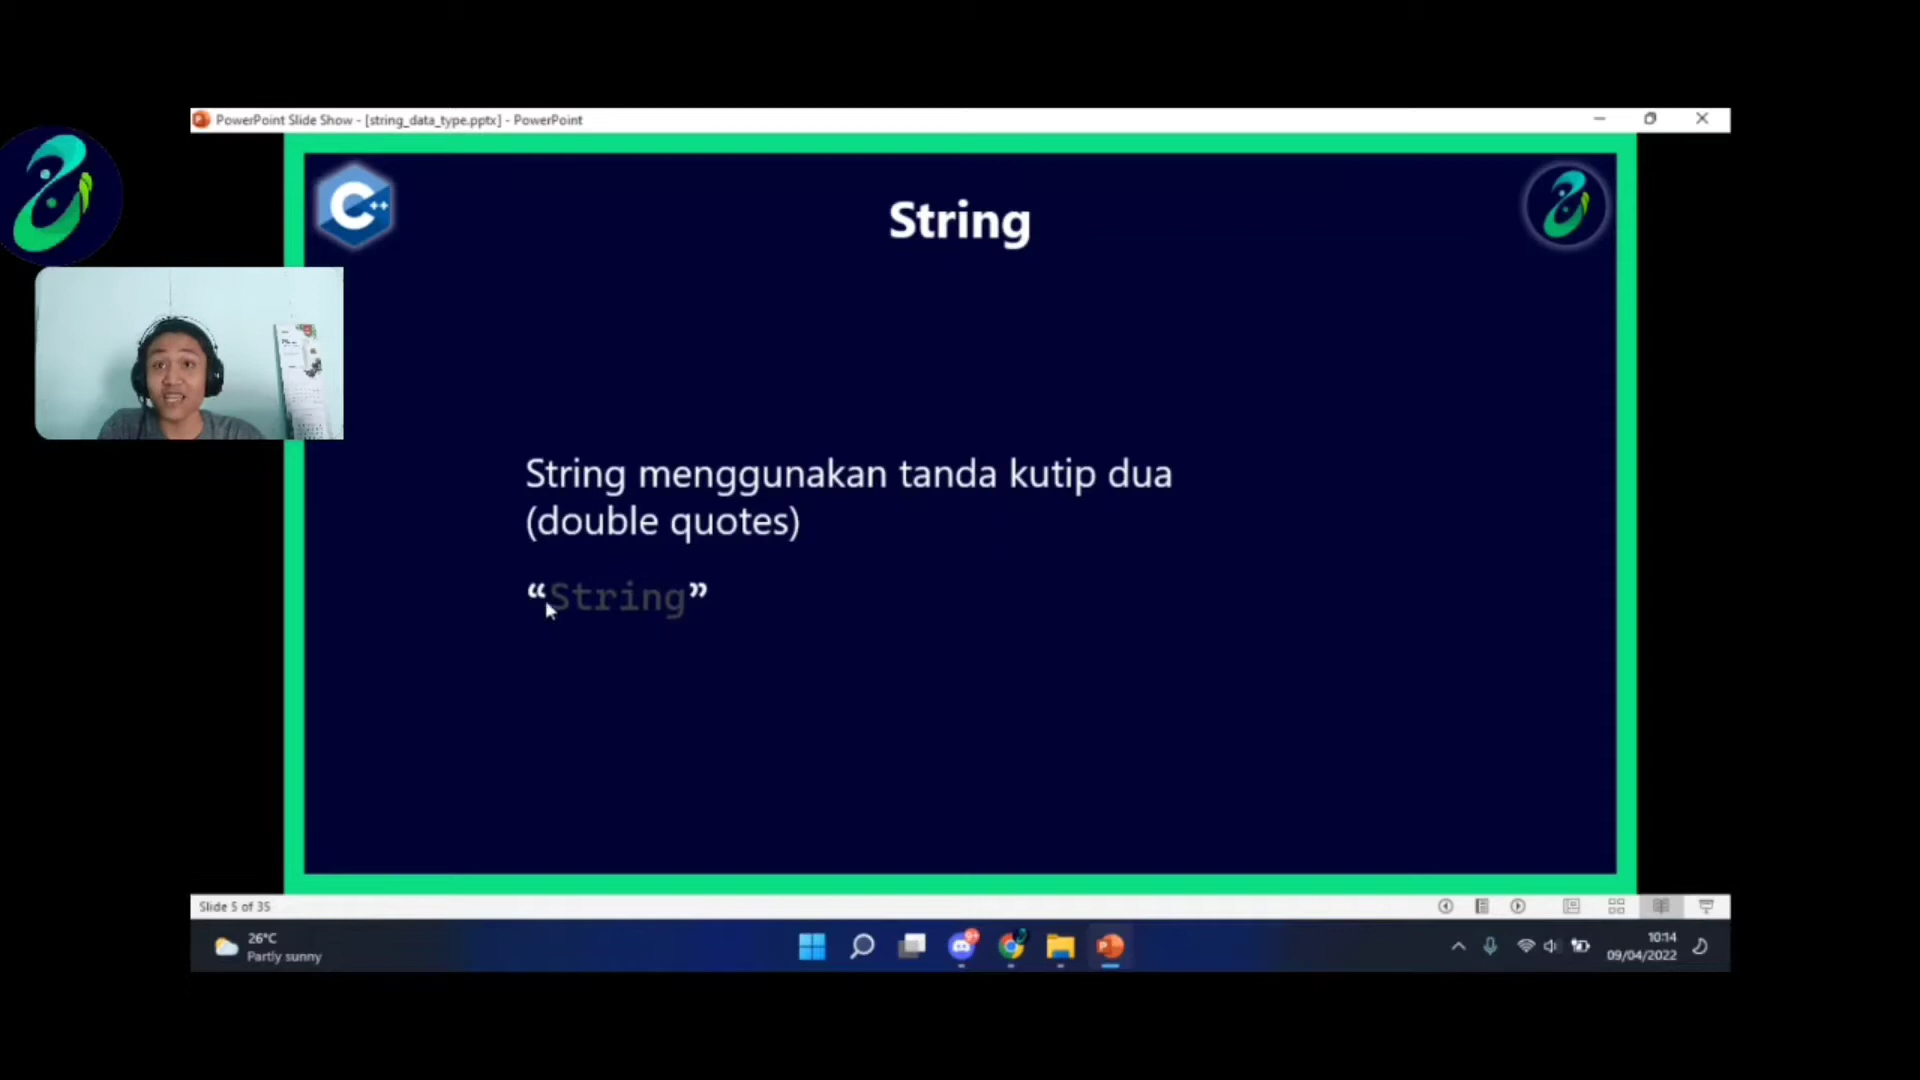 PowerPoint Slide Show - [string_data_type.pptx] - PowerPoint
C++
String
String menggunakan tanda kutip dua
(double quotes)
“String”
Slide 5 of 35
26°C
Partly sunny
9+
10:14
09/04/2022